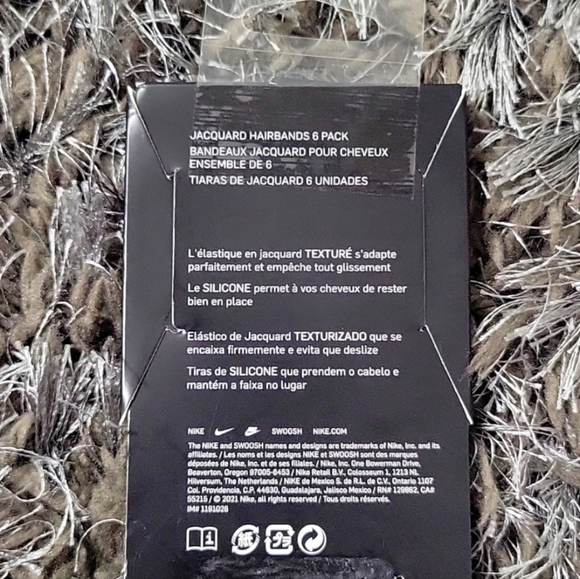 JACQUARD HAIRBANDS 6 PACK
BANDEAUX JACQUARD POUR CHEVEUX
ENSEMBLE DE 6
TIARAS DE JACQUARD 6 UNIDADES
L'élastique en jacquard TEXTURÉ s'adapte
parfaitement et empêche tout glissement
Le SILICONE permet à vos cheveux de rester
bien en place
Elástico de Jacquard TEXTURIZADO que se
encaixa firmemente e evita que deslize
Tiras de SILICONE que prendem o cabelo e
mantém a faixa no lugar
NIKE SWOOSH NIKE.COM
The NIKE and SWOOSH names and designs are trademarks of Nike, Inc. and its
affiliates. / Les noms et les designs NIKE et SWOOSH sont des marques
déposées de Nike, Inc. et de ses filiales. / Nike, Inc. One Bowerman Drive,
Beaverton, Oregon 97005-6453 / Nike Retail B.V., Colosseum 1, 1213 NL
Hilversum, The Netherlands / NIKE de Mexico S. de R.L. de C.V. Ontario 1107
Col. Providencia, C.P. 44630, Guadalajara, Jalisco Mexico / RN# 129862, CA#
55215 / © 2021 Nike, all rights reserved / Tous droits réservés.
IM# 1191028
紙 プラ